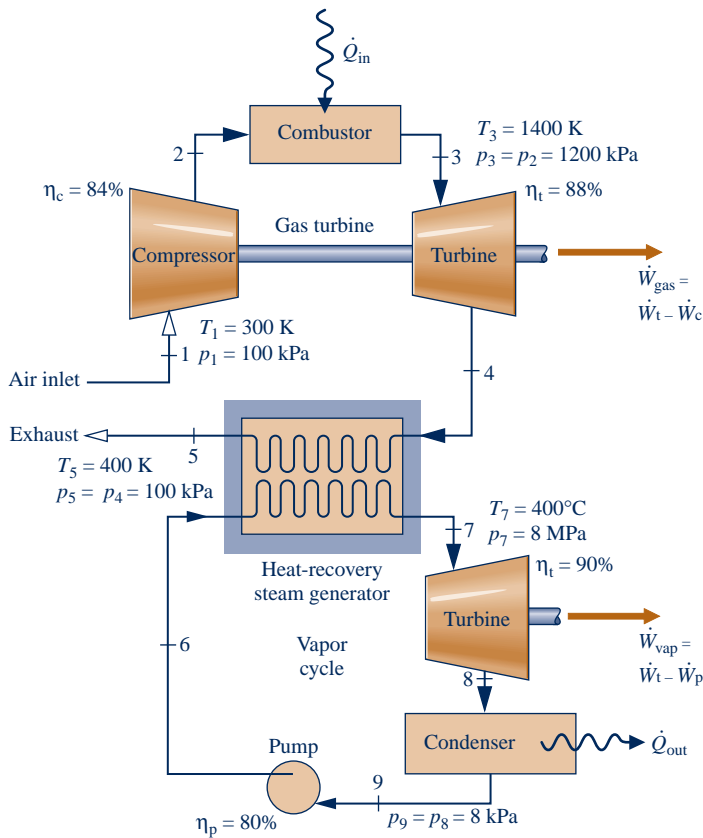 Q̇in
Combustor
2
3
T3 = 1400 K
p3 = p2 = 1200 kPa
ηc = 84%
ηt = 88%
Gas turbine
Compressor
Turbine
Ẇgas =
Ẇt – Ẇc
T1 = 300 K
1
p1 = 100 kPa
4
Air inlet
Exhaust
5
T5 = 400 K
p5 = p4 = 100 kPa
T7 = 400°C
7
p7 = 8 MPa
ηt = 90%
Heat-recovery
steam generator
Turbine
6
Vapor
cycle
Ẇvap =
Ẇt – Ẇp
8
Condenser
Q̇out
Pump
9
p9 = p8 = 8 kPa
ηp = 80%